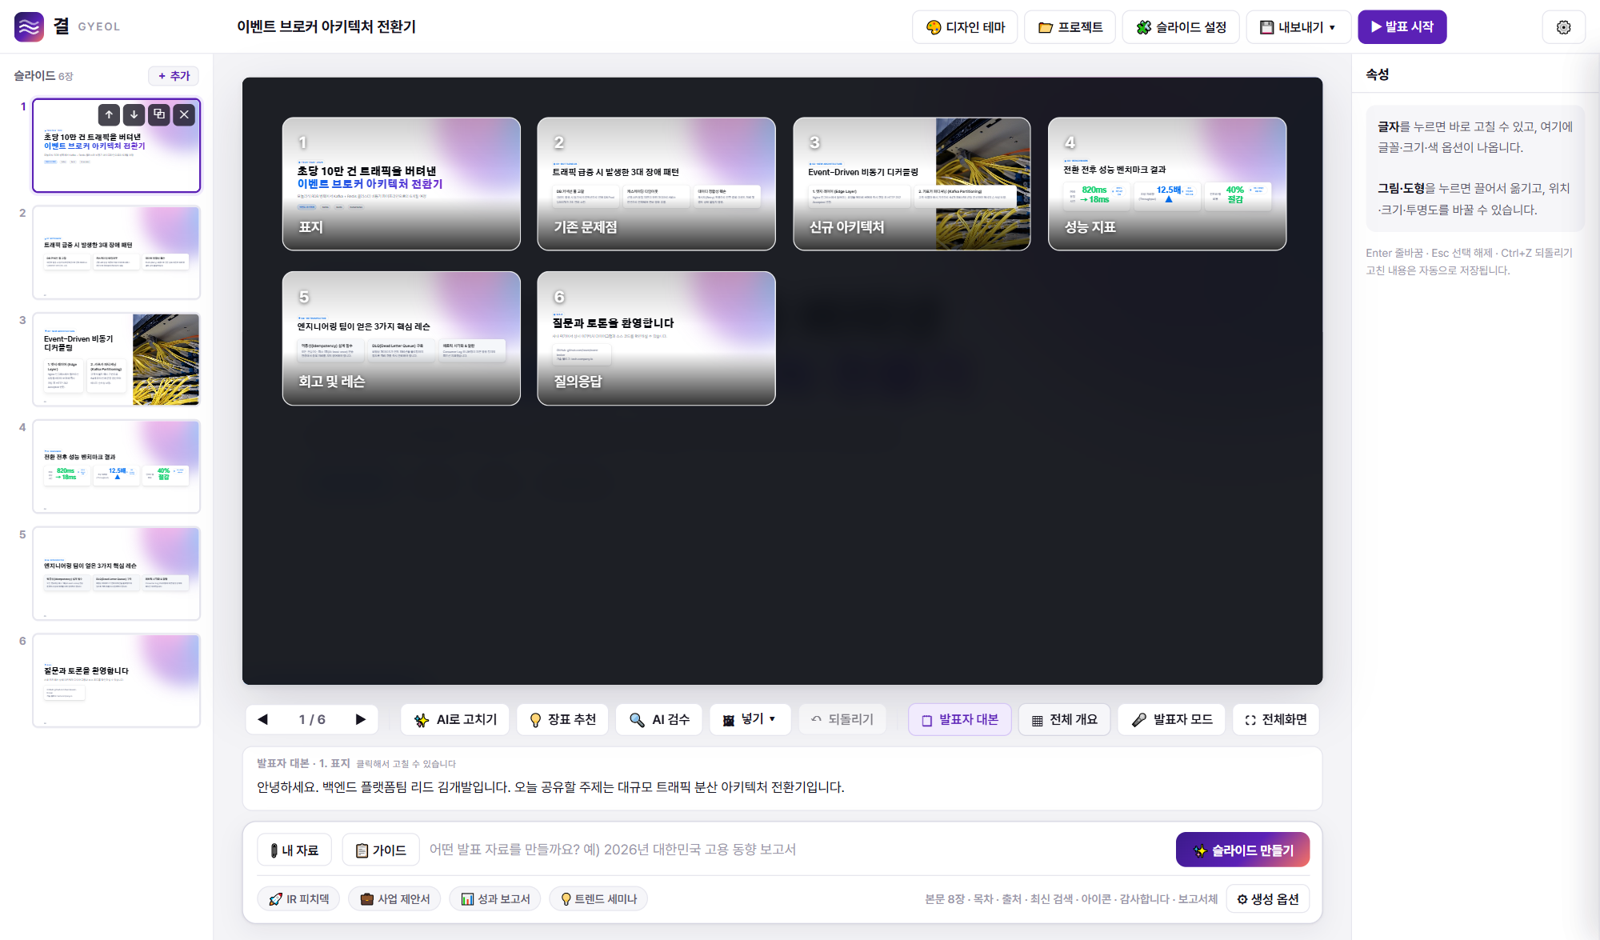 결 GYEOL
이벤트 브로커 아키텍처 전환기
🎨 디자인 테마
📂 프로젝트
🧩 슬라이드 설정
💾 내보내기 ▼
▶ 발표 시작
슬라이드 6장
+ 추가
1
초당 10만 건 트래픽을 버텨낸
이벤트 브로커 아키텍처 전환기
2
트래픽 급증 시 발생한 3대 장애 패턴
3
Event-Driven 비동기
디커플링
4
전환 전후 성능 벤치마크 결과
820ms
→ 18ms
12.5배
▲
40%
절감
5
엔지니어링 팀이 얻은 3가지 핵심 레슨
6
질문과 토론을 환영합니다
1
초당 10만 건 트래픽을 버텨낸
이벤트 브로커 아키텍처 전환기
표지
2
트래픽 급증 시 발생한 3대 장애 패턴
기존 문제점
3
Event-Driven 비동기 디커플링
신규 아키텍처
4
전환 전후 성능 벤치마크 결과
820ms
→ 18ms
12.5배
▲
40%
절감
성능 지표
5
엔지니어링 팀이 얻은 3가지 핵심 레슨
회고 및 레슨
6
질문과 토론을 환영합니다
질의응답
◀ 1 / 6 ▶
✨ AI로 고치기
💡 장표 추천
🔍 AI 검수
넣기 ▼
되돌리기
발표자 대본
전체 개요
🎤 발표자 모드
전체화면
발표자 대본 · 1. 표지 클릭해서 고칠 수 있습니다
안녕하세요. 백엔드 플랫폼팀 리드 김개발입니다. 오늘 공유할 주제는 대규모 트래픽 분산 아키텍처 전환기입니다.
내 자료
📋 가이드
어떤 발표 자료를 만들까요? 예) 2026년 대한민국 고용 동향 보고서
✨ 슬라이드 만들기
🚀 IR 피치덱
💼 사업 제안서
📊 성과 보고서
💡 트렌드 세미나
본문 8장 · 목차 · 출처 · 최신 검색 · 아이콘 · 감사합니다 · 보고서체
⚙ 생성 옵션
속성
글자를 누르면 바로 고칠 수 있고, 여기에
글꼴·크기·색 옵션이 나옵니다.
그림·도형을 누르면 끌어서 옮기고, 위치
·크기·투명도를 바꿀 수 있습니다.
Enter 줄바꿈 · Esc 선택 해제 · Ctrl+Z 되돌리기
고친 내용은 자동으로 저장됩니다.